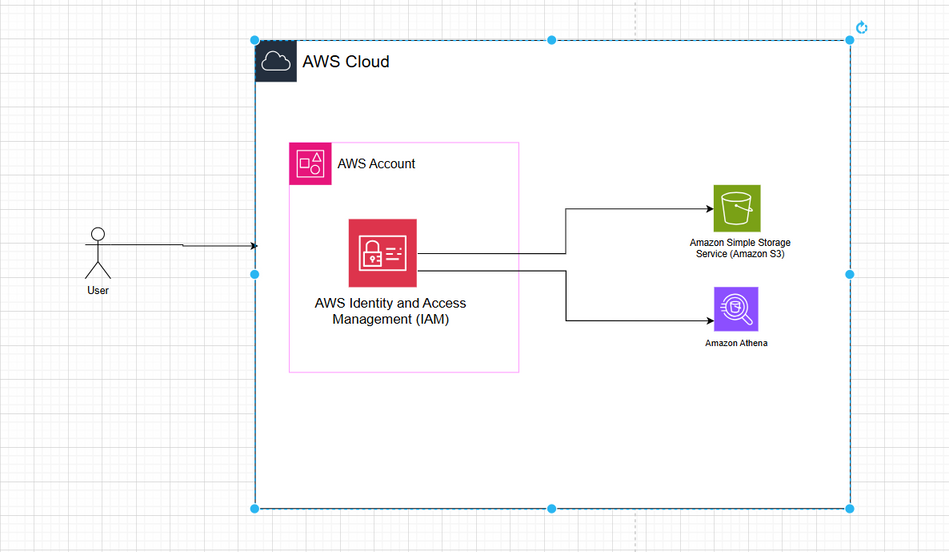 AWS Cloud
AWS Account
User
AWS Identity and Access
Management (IAM)
Amazon Simple Storage
Service (Amazon S3)
Amazon Athena